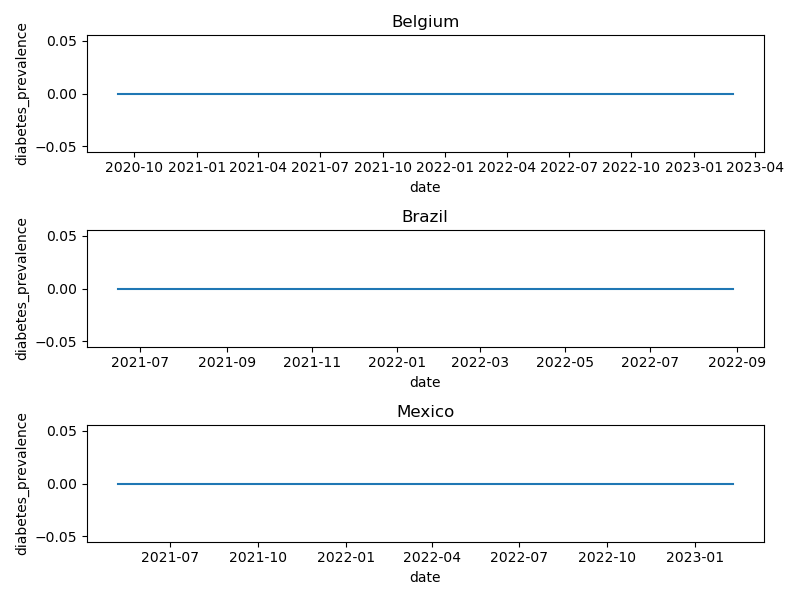 Belgium
diabetes_prevalence
0.05
0.00
−0.05
2020-10 2021-01 2021-04 2021-07 2021-10 2022-01 2022-04 2022-07 2022-10 2023-01 2023-04
date
Brazil
diabetes_prevalence
0.05
0.00
−0.05
2021-07 2021-09 2021-11 2022-01 2022-03 2022-05 2022-07 2022-09
date
Mexico
diabetes_prevalence
0.05
0.00
−0.05
2021-07 2021-10 2022-01 2022-04 2022-07 2022-10 2023-01
date